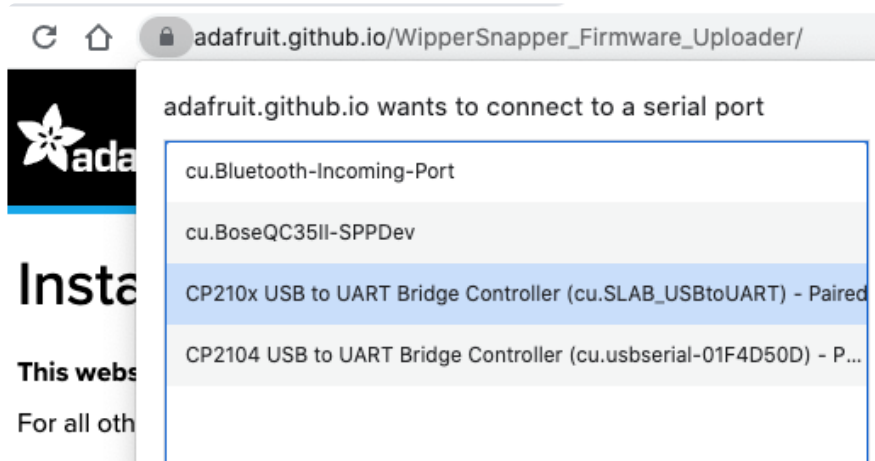 adafruit.github.io/WipperSnapper_Firmware_Uploader/
adafruit.github.io wants to connect to a serial port
ada
cu.Bluetooth-Incoming-Port
cu.BoseQC35II-SPPDev
Insta
CP210x USB to UART Bridge Controller (cu.SLAB_USBtoUART) - Paired
CP2104 USB to UART Bridge Controller (cu.usbserial-01F4D50D) - P...
This webs
For all oth